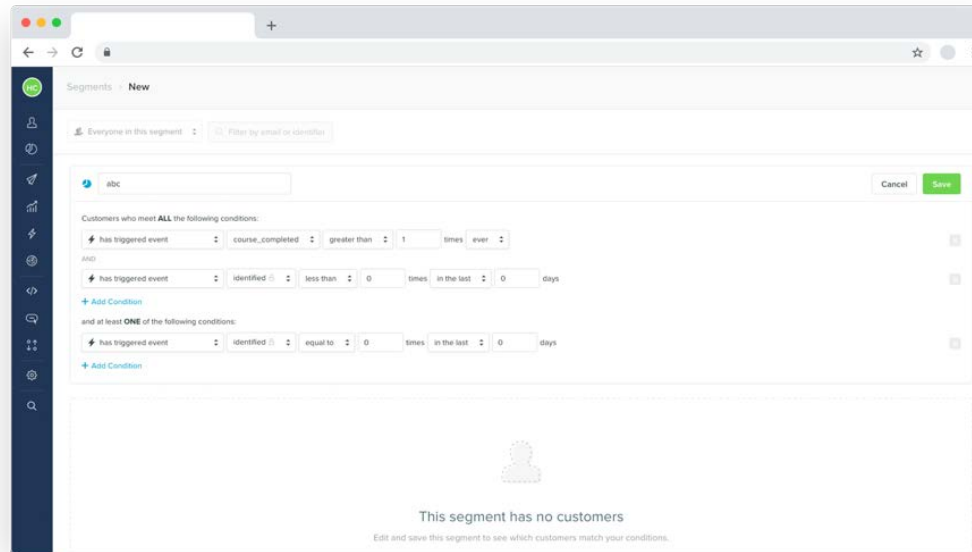 HC
Segments > New
Everyone in this segment Filter by email or identifier
abc Cancel Save
Customers who meet ALL the following conditions:
has triggered event course_completed greater than 1 times ever
AND
has triggered event identified less than 0 times in the last 0 days
+ Add Condition
and at least ONE of the following conditions:
has triggered event identified equal to 0 times in the last 0 days
+ Add Condition
This segment has no customers
Edit and save this segment to see which customers match your conditions.